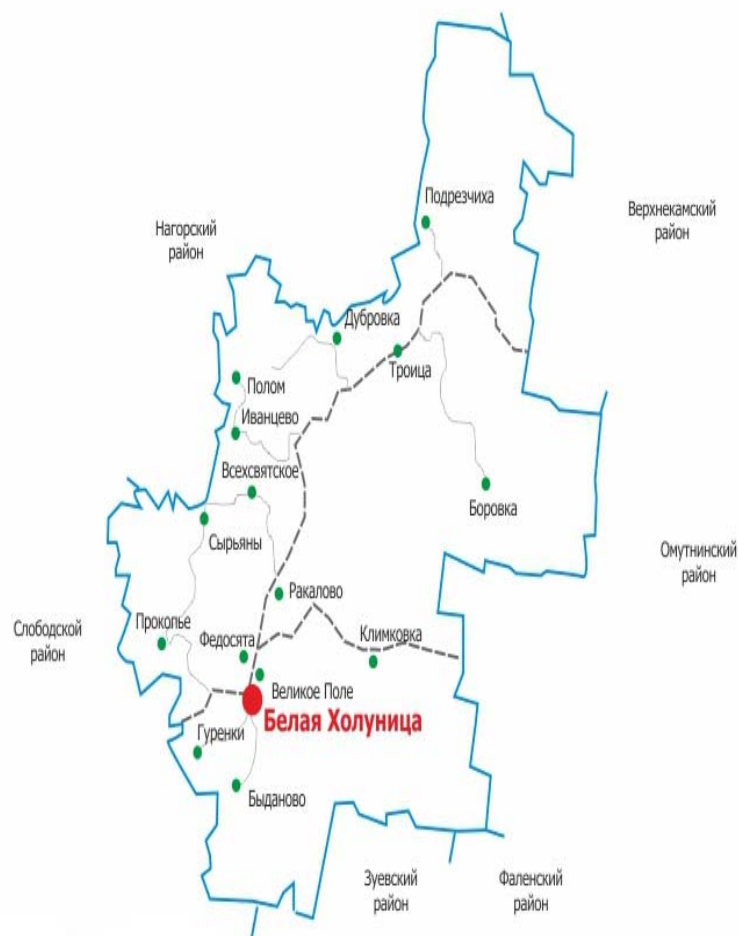 Подрезчиха
Верхнекамский
район
Нагорский
район
Дубровка
Троица
Полом
Иванцево
Всехсвятское
Боровка
Сырьяны
Омутнинский
район
Ракалово
Слободской
район
Прокопье
Федосята
Климковка
Великое Поле
Белая Холуница
Гуренки
Быданово
Зуевский
район
Фаленский
район